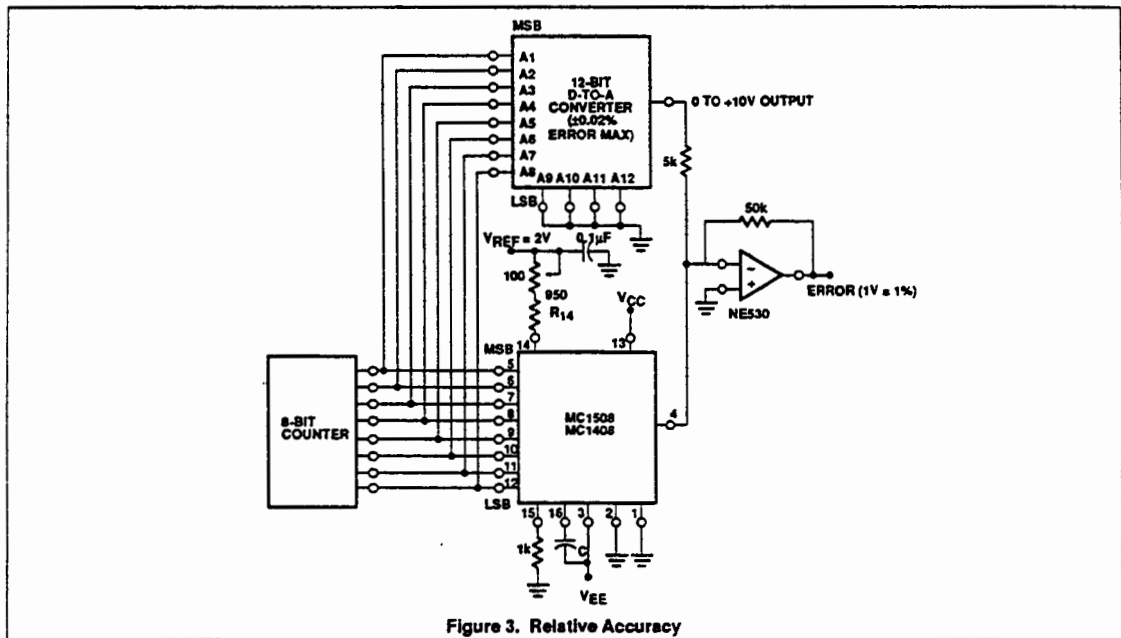 MSB
A1
A2
A3
A4
A5
A6
A7
A8
12-BIT
D-TO-A
CONVERTER
(±0.02%
ERROR MAX)
A9 A10 A11 A12
LSB
0 TO +10V OUTPUT
5k
50k
VREF = 2V
0.1µF
100
950
R14
VCC
NE530
ERROR (1V = 1%)
14
13
MSB
5
6
7
8
9
10
11
12
LSB
8-BIT
COUNTER
MC1508
MC1408
4
15 16 3 2 1
1k
C
VEE
Figure 3. Relative Accuracy